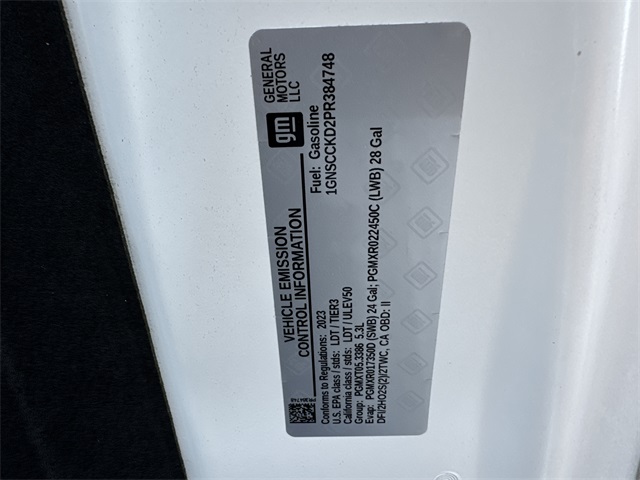 gm
GENERAL
MOTORS
LLC
Fuel: Gasoline
1GNSCCKD2PR384748
VEHICLE EMISSION
CONTROL INFORMATION
Conforms to Regulations: 2023
U.S. EPA class / stds: LDT / TIER3
California class / stds: LDT / ULEV50
Group: PGMXT05.3386 5.3L
Evap: PGMXR017350D (SWB) 24 Gal; PGMXR022450C (LWB) 28 Gal
DFI/2HO2S(2)/2TWC, CA OBD: II